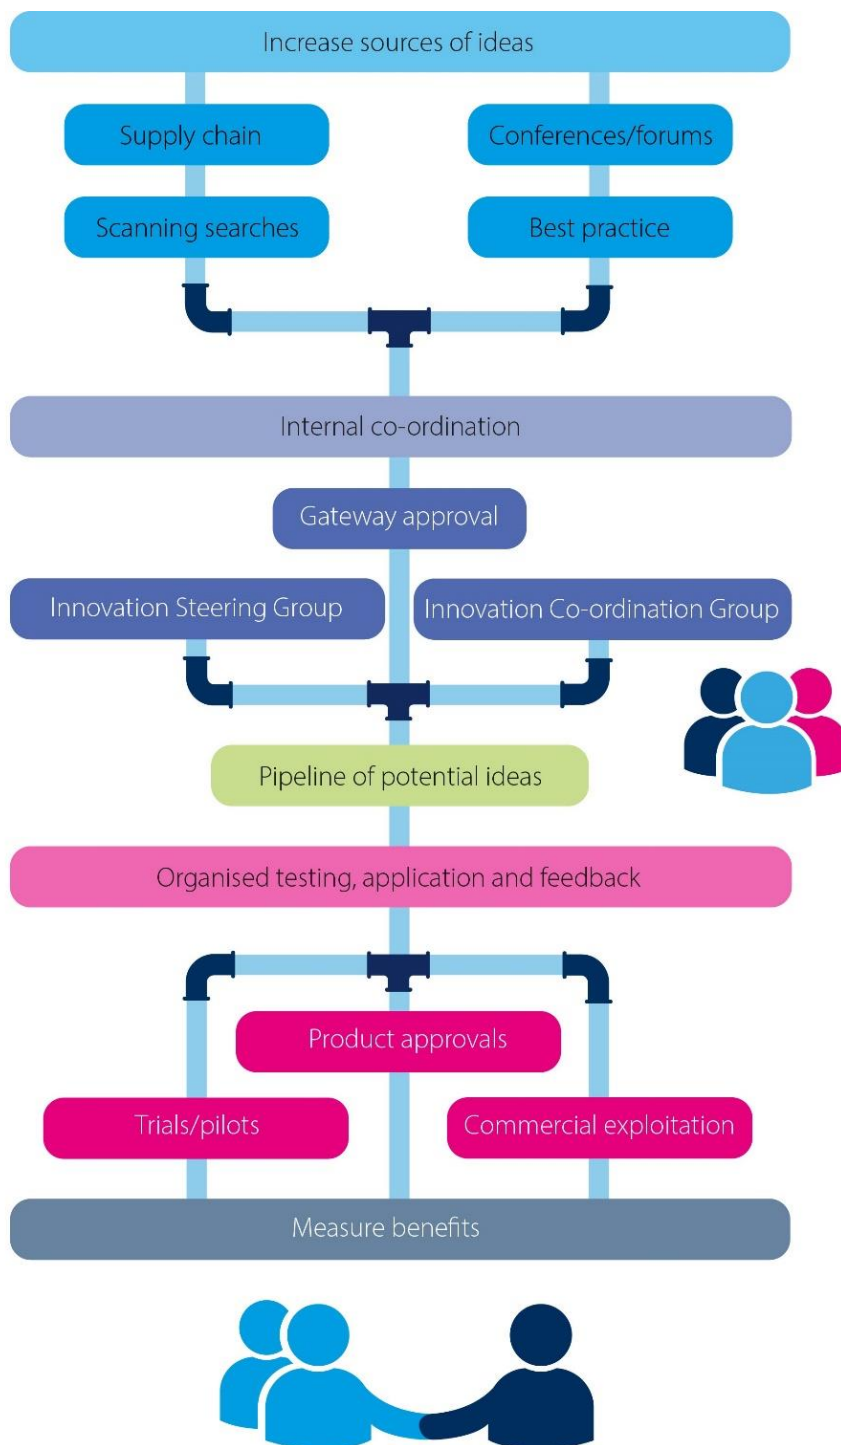 Increase sources of ideas
Supply chain
Conferences/forums
Scanning searches
Best practice
Internal co-ordination
Gateway approval
Innovation Steering Group
Innovation Co-ordination Group
Pipeline of potential ideas
Organised testing, application and feedback
Product approvals
Trials/pilots
Commercial exploitation
Measure benefits